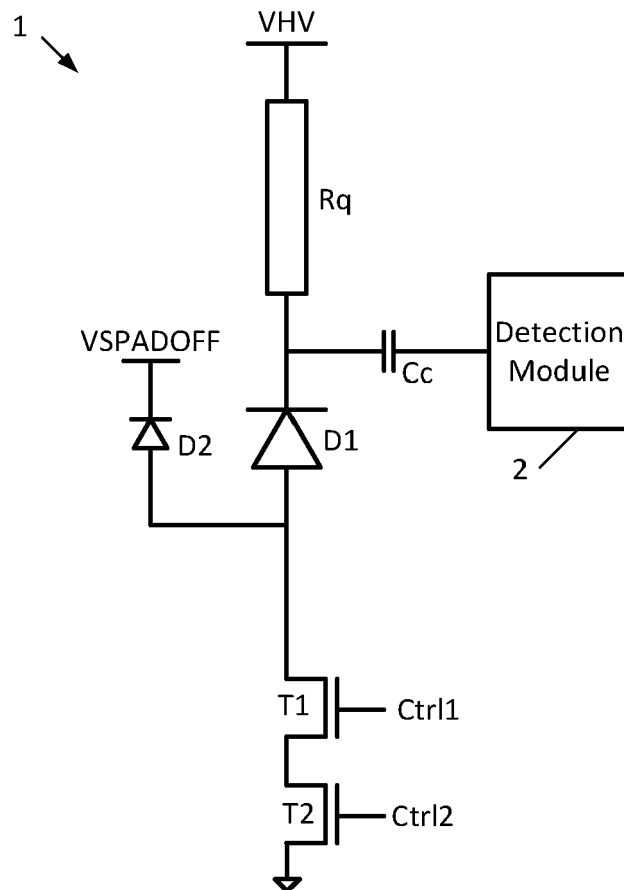 1
VHV
Rq
VSPADOFF
Detection
Module
Cc
D2
D1
2
T1
Ctrl1
T2
Ctrl2